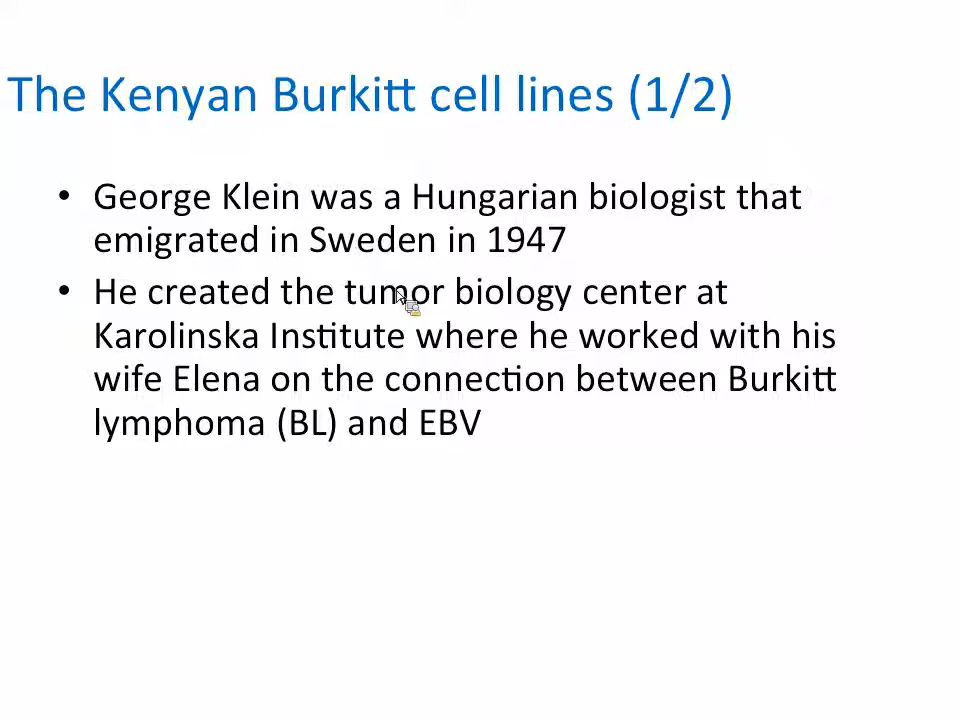 The Kenyan Burkitt cell lines (1/2)
• George Klein was a Hungarian biologist that
emigrated in Sweden in 1947
• He created the tumor biology center at
Karolinska Institute where he worked with his
wife Elena on the connection between Burkitt
lymphoma (BL) and EBV